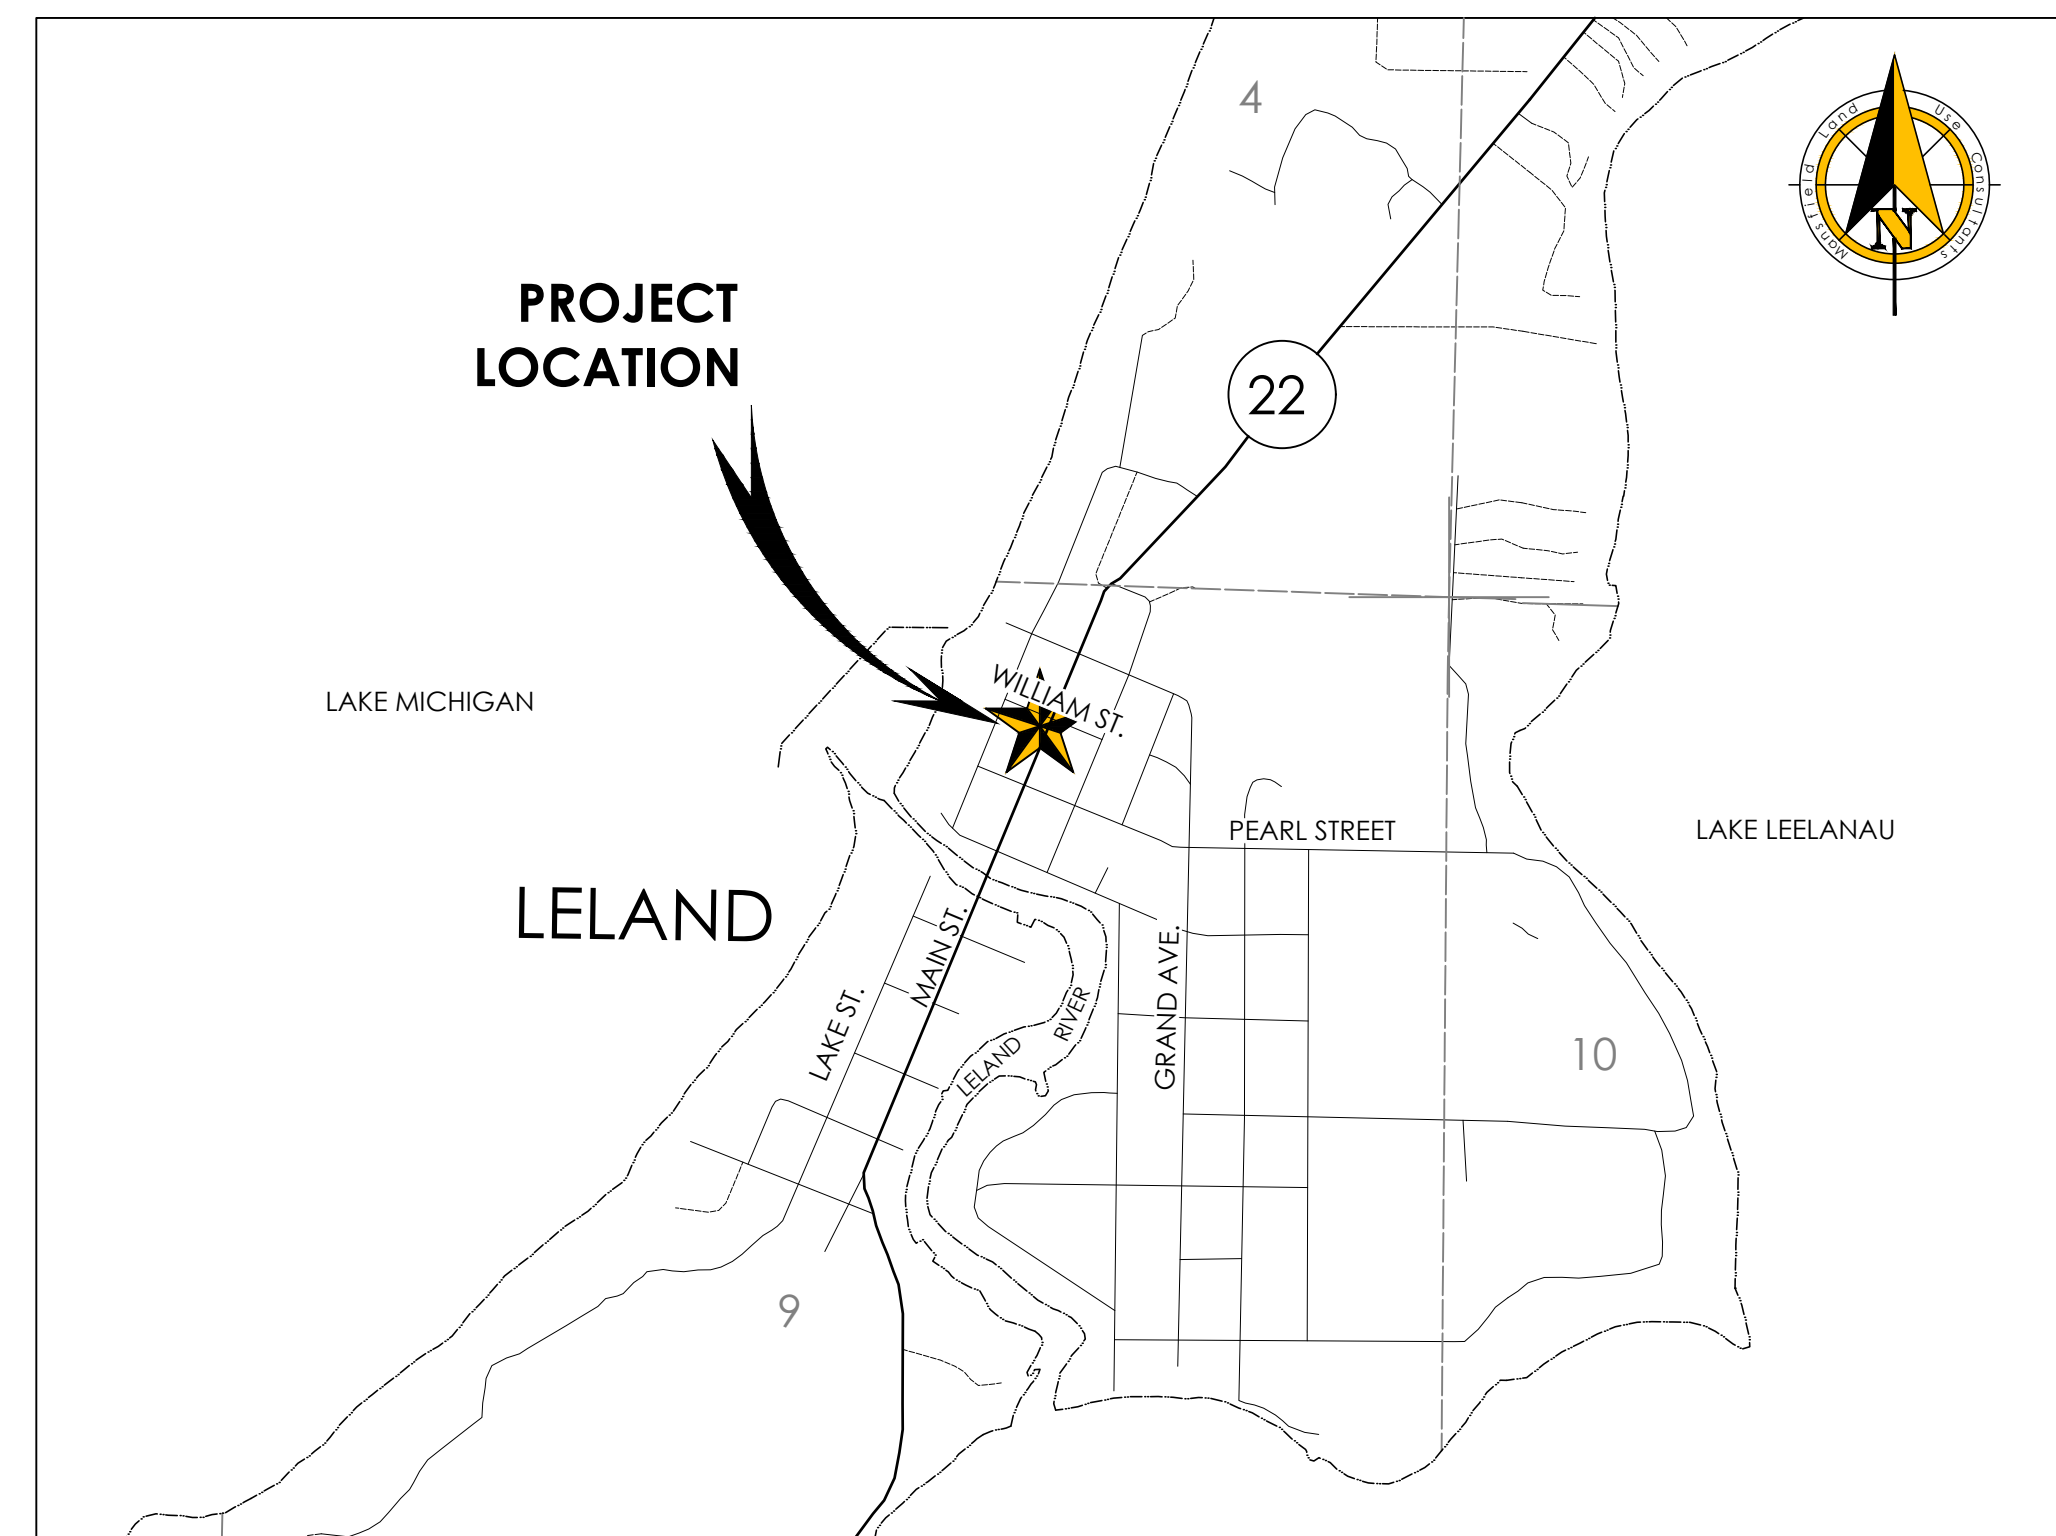 4
Mansfield Land Use Consultants
N
PROJECT
LOCATION
22
WILLIAM ST.
LAKE MICHIGAN
PEARL STREET
LAKE LEELANAU
LELAND
MAIN ST.
GRAND AVE.
LAKE ST.
RIVER
LELAND
10
9